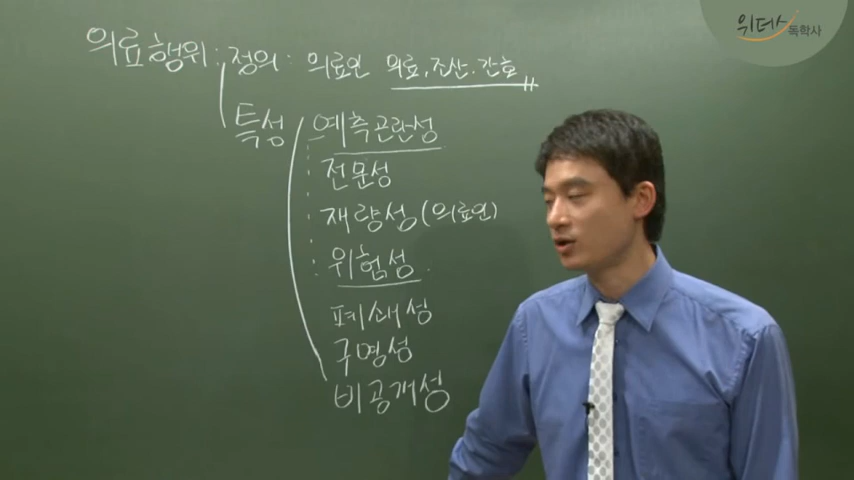 위더스 독학사
의료행위 : 정의 : 의료인 의료, 조산. 간호
특성 예측곤란성
전문성
재량성 (의료인)
위험성
폐쇄성
구명성
비공개성